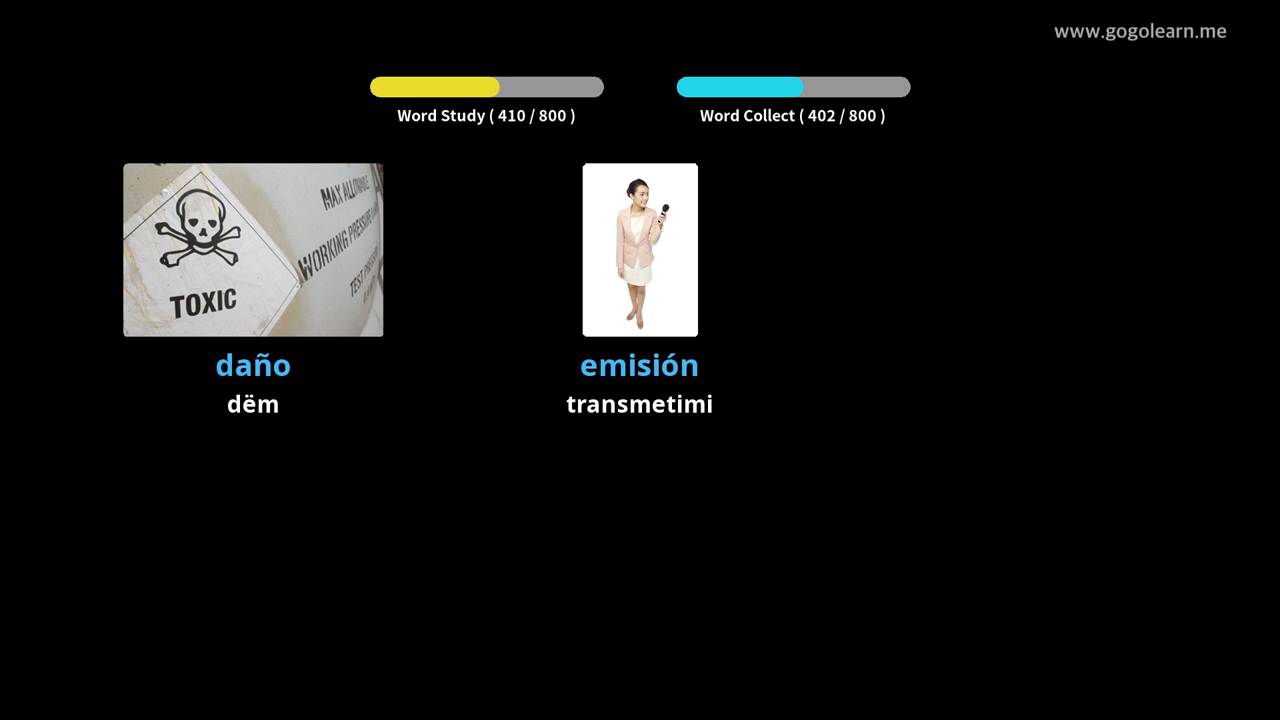 www.gogolearn.me
Word Study ( 410 / 800 )
Word Collect ( 402 / 800 )
TOXIC
MAX ALLOWABLE
WORKING PRESSURE
TEST
daño
dëm
emisión
transmetimi